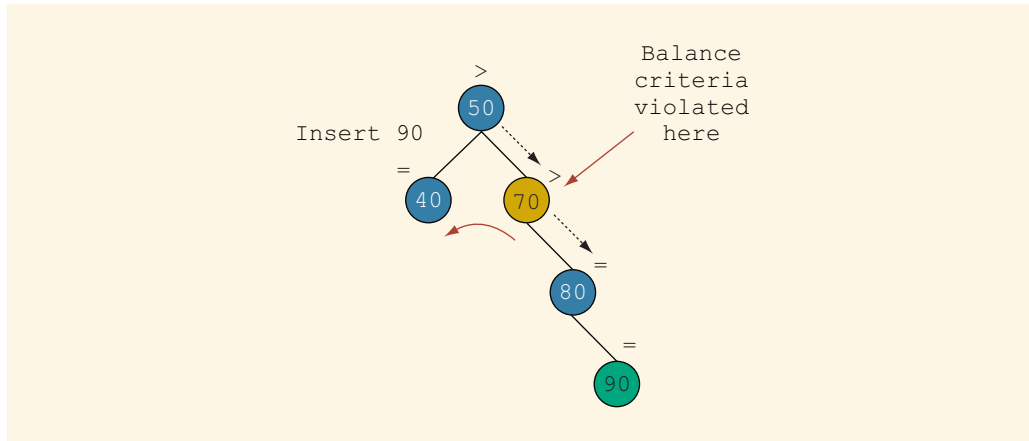 Balance
criteria
violated
here
>
50
Insert 90
=
40
>
70
=
80
=
90